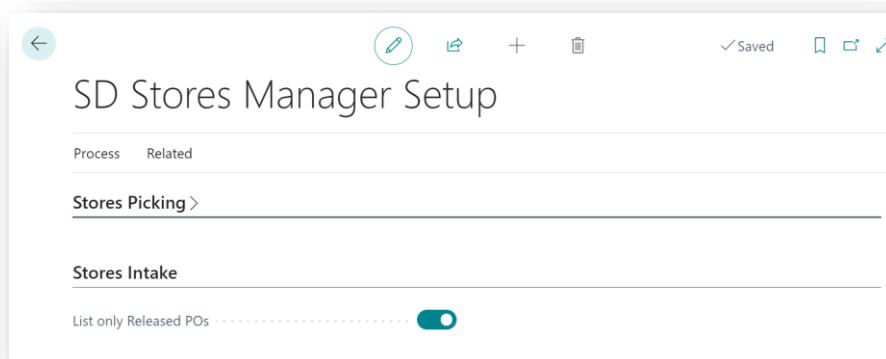 Saved
SD Stores Manager Setup
Process Related
Stores Picking
Stores Intake
List only Released POs